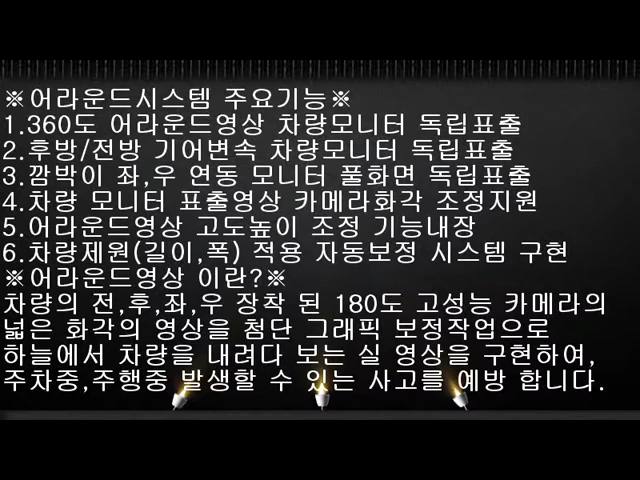 ※어라운드시스템 주요기능※
1.360도 어라운드영상 차량모니터 독립표출
2.후방/전방 기어변속 차량모니터 독립표출
3.깜박이 좌,우 연동 모니터 풀화면 독립표출
4.차량 모니터 표출영상 카메라화각 조정지원
5.어라운드영상 고도높이 조정 기능내장
6.차량제원(길이,폭) 적용 자동보정 시스템 구현
※어라운드영상 이란?※
차량의 전,후,좌,우 장착 된 180도 고성능 카메라의
넓은 화각의 영상을 첨단 그래픽 보정작업으로
하늘에서 차량을 내려다 보는 실 영상을 구현하여,
주차중,주행중 발생할 수 있는 사고를 예방 합니다.